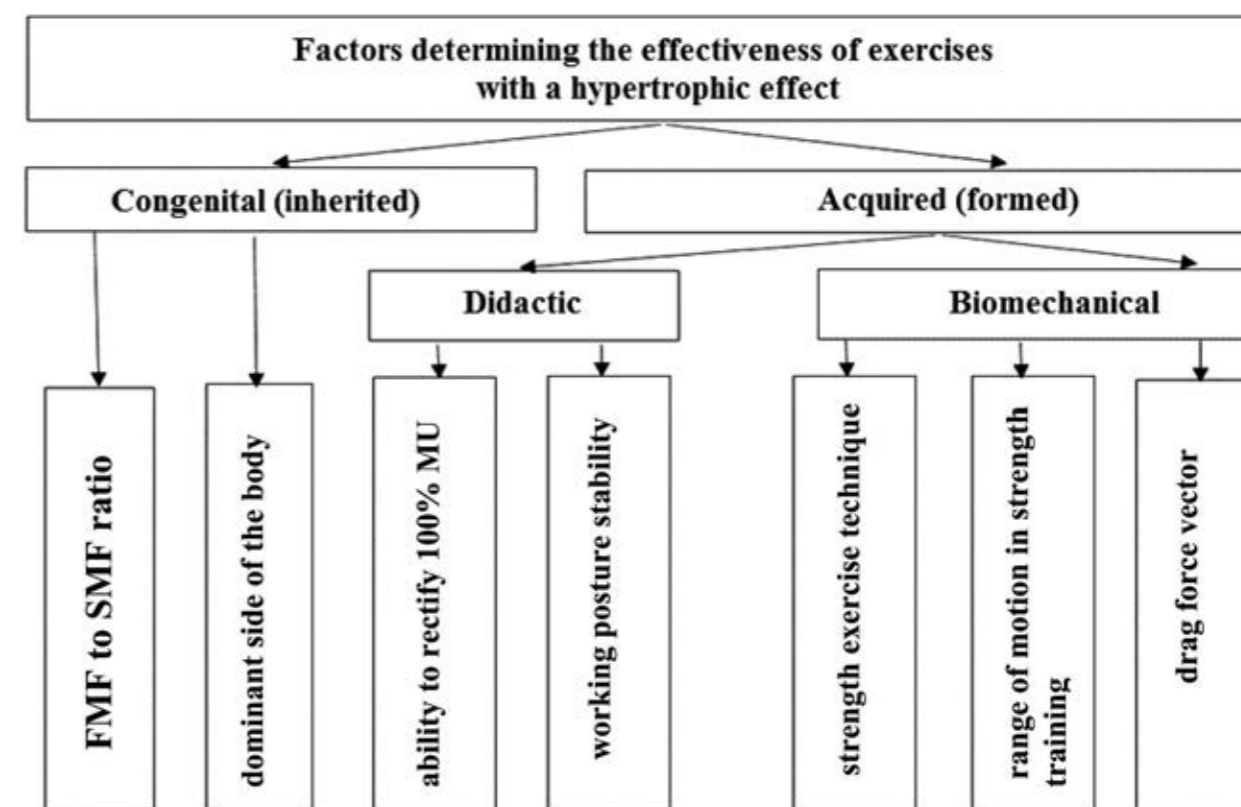 Factors determining the effectiveness of exercises
with a hypertrophic effect
Congenital (inherited)
Acquired (formed)
Didactic
Biomechanical
FMF to SMF ratio
dominant side of the body
ability to rectify 100% MU
working posture stability
strength exercise technique
range of motion in strength
training
drag force vector